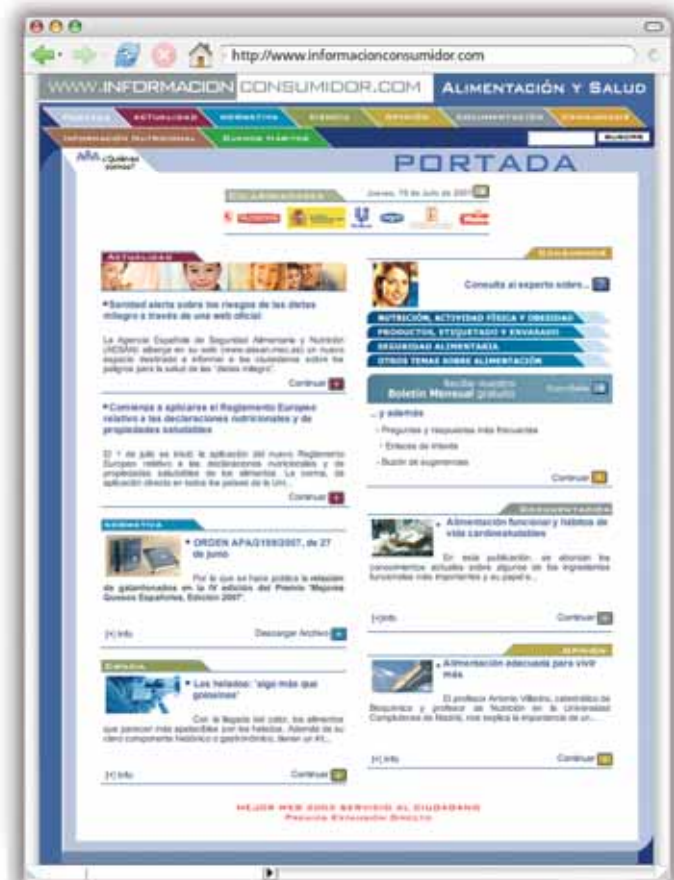 http://www.informacionconsumidor.com
WWW.INFORMACION CONSUMIDOR.COM
ALIMENTACIÓN Y SALUD
PORTADA ACTUALIDAD NORMATIVA CIENCIA OPINIÓN DOCUMENTACIÓN CONSUMIDOR
INFORMACIÓN NUTRICIONAL BUENOS HÁBITOS
BUSCAR
¿Quiénes somos?
PORTADA
COLABORADORES
Jueves, de Julio de 2007
ACTUALIDAD
Sanidad alerta sobre los riesgos de las dietas
milagro a través de una web oficial
La Agencia Española de Seguridad Alimentaria y Nutrición
(AESAN) alberga en su web un nuevo
espacio destinado a informar a los ciudadanos sobre los
peligros para la salud de las "dietas milagro".
Continuar
Comienza a aplicarse el Reglamento Europeo
relativo a las declaraciones nutricionales y de
propiedades saludables
El 1 de julio se inició la aplicación del nuevo Reglamento
Europeo relativo a las declaraciones nutricionales y de
propiedades saludables de los alimentos. La norma, de
aplicación directa en todos los países de la Uni...
Continuar
NORMATIVA
ORDEN APA/2109/2007, de 27
de junio
Por la que se hace pública la relación
de galardonados en la IV edición del Premio "Mejores
Quesos Españoles, Edición 2007".
[+] Info
Descargar Archivo
CIENCIA
Los helados: 'algo más que
golosinas'
Con la llegada del calor, los alimentos
que parecen más apetecibles son los helados. Además de su
claro componente histórico o gastronómico, tienen un
[+] Info
Continuar
CONSUMIDOR
Consulta al experto sobre...
NUTRICIÓN, ACTIVIDAD FÍSICA Y OBESIDAD
PRODUCTOS, ETIQUETADO Y ENVASADO
SEGURIDAD ALIMENTARIA
OTROS TEMAS SOBRE ALIMENTACIÓN
Recibe nuestro
Boletín Mensual gratuito
Suscríbete
... y además
- Preguntas y respuestas más frecuentes
- Enlaces de interés
- Buzón de sugerencias
Continuar
DOCUMENTACIÓN
Alimentación funcional y hábitos de
vida cardiosaludables
En esta publicación, se abordan los
conocimientos actuales sobre algunos de los ingredientes
funcionales más importantes y su papel e...
[+] Info
Continuar
OPINIÓN
Alimentación adecuada para vivir
más
El profesor Antonio Villarino, catedrático de
Bioquímica y profesor de Nutrición en la Universidad
Complutense de Madrid, nos explica la importancia de un...
[+] Info
Continuar
MEJOR WEB 2003 SERVICIO AL CIUDADANO
PREMIOS EXPANSIÓN DIRECTO